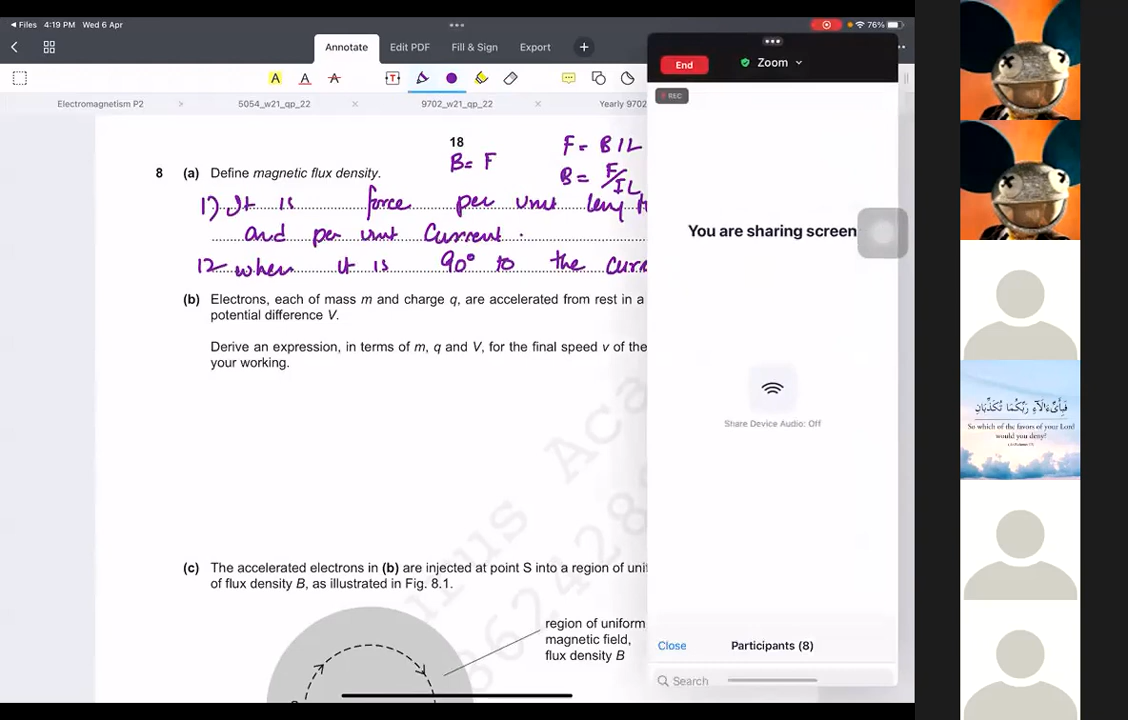 Files 4:19 PM Wed 6 Apr
76%
Annotate Edit PDF Fill & Sign Export
End Zoom
REC
Electromagnetism P2 5054_w21_qp_22 9702_w21_qp_22 Yearly 9702
18
B= F
F= BIL
B= F/IL
8 (a) Define magnetic flux density.
1) It is force per unit
and per unit Current .
12 when it is 90° to the
(b) Electrons, each of mass m and charge q, are accelerated from rest in a
potential difference V.
Derive an expression, in terms of m, q and V, for the final speed v of the
your working.
(c) The accelerated electrons in (b) are injected at point S into a region of
of flux density B, as illustrated in Fig. 8.1.
region of uniform
magnetic field,
flux density B
You are sharing screen
Share Device Audio: Off
Close Participants (8)
Search
فَبِأَيِّ آلَاءِ رَبِّكُمَا تُكَذِّبَانِ
So which of the favors of your Lord
would you deny?